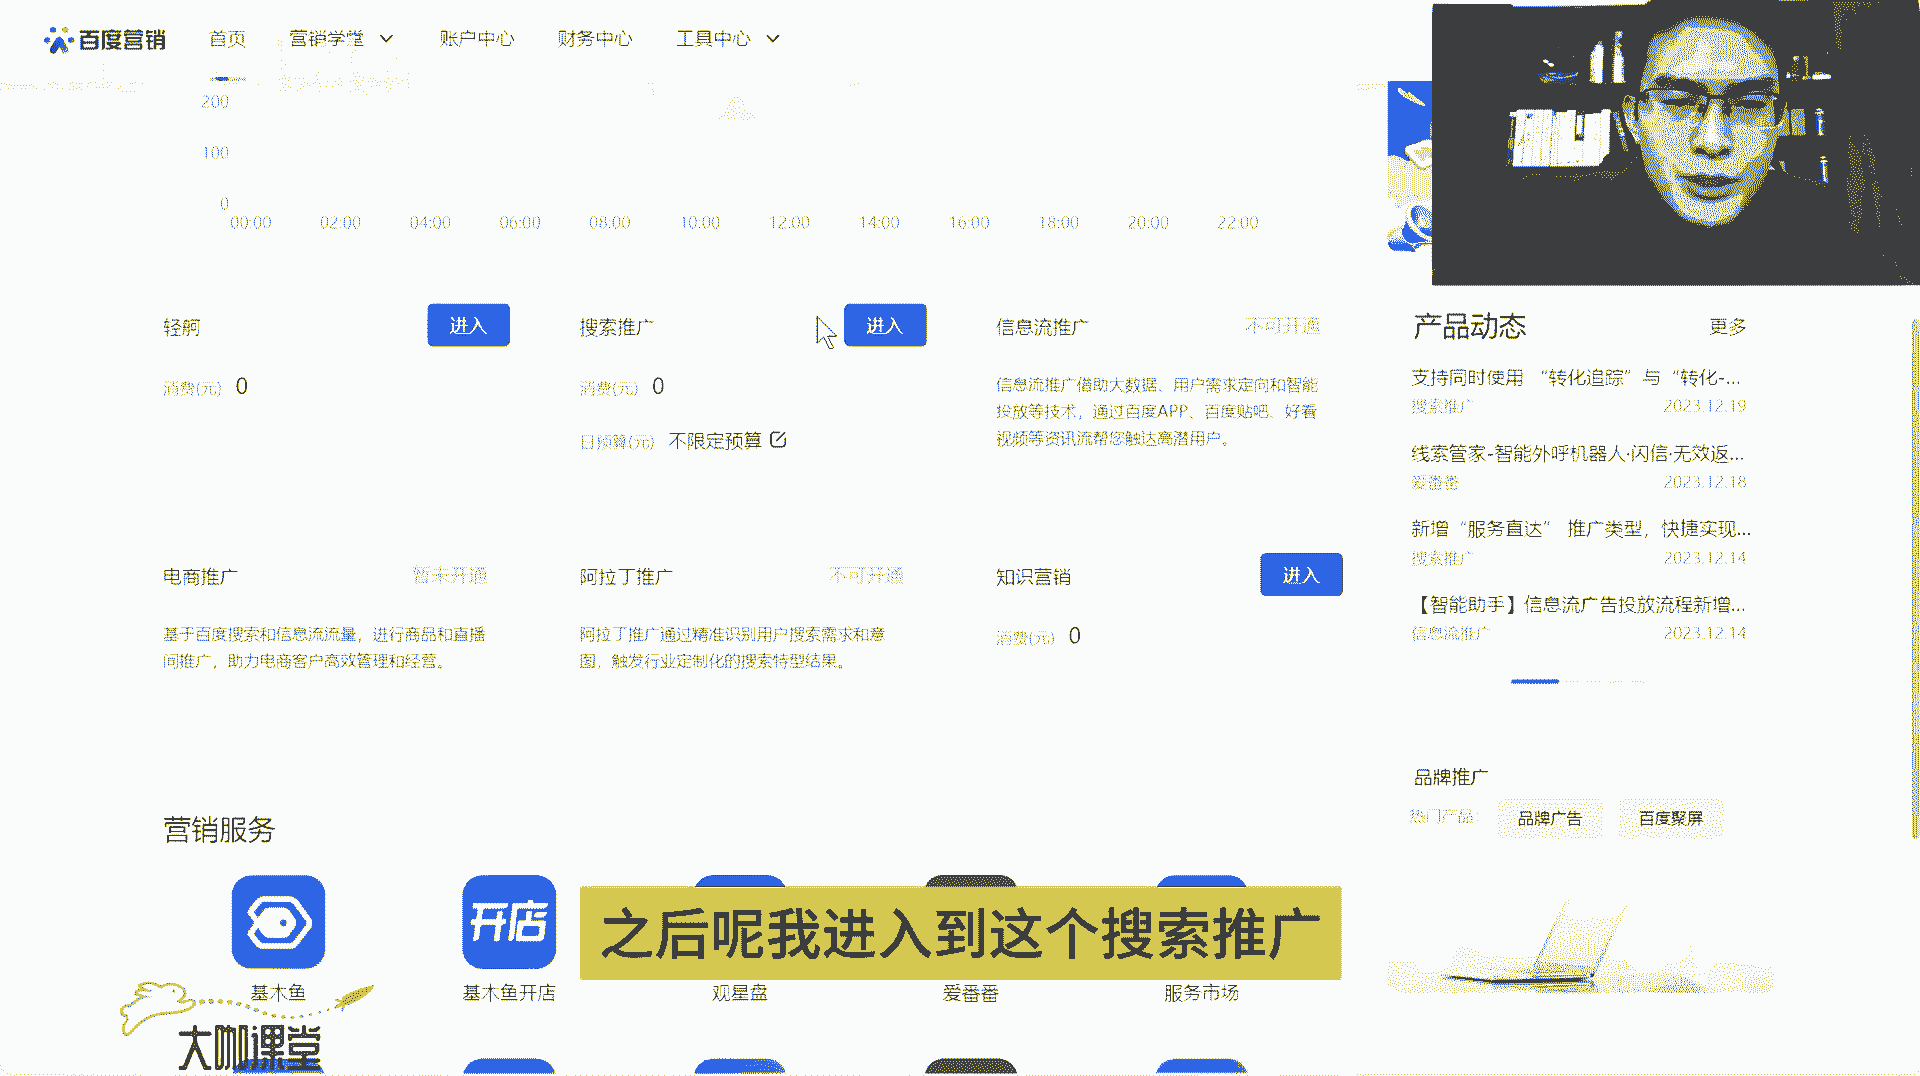 百度营销
首页
营销学堂
账户中心
财务中心
工具中心
200
100
0
00:00 02:00 04:00 06:00 08:00 10:00 12:00 14:00 16:00 18:00 20:00 22:00
轻舸
进入
消费(元) 0
搜索推广
进入
消费(元) 0
日预算(元) 不限定预算
信息流推广
不可开通
信息流推广借助大数据、用户需求定向和智能
投放等技术，通过百度APP、百度贴吧、好看
视频等资讯流帮您触达高潜用户。
电商推广
暂未开通
基于百度搜索和信息流流量，进行商品和直播
间推广，助力电商客户高效管理和经营。
阿拉丁推广
不可开通
阿拉丁推广通过精准识别用户搜索需求和意
图，触发行业定制化的搜索特型结果。
知识营销
进入
消费(元) 0
产品动态
更多
支持同时使用 “转化追踪” 与 “转化-...
搜索推广 2023.12.19
线索管家-智能外呼机器人·闪信·无效返...
爱番番 2023.12.18
新增 “服务直达” 推广类型，快捷实现...
搜索推广 2023.12.14
【智能助手】信息流广告投放流程新增...
信息流推广 2023.12.14
品牌推广
热门产品:
品牌广告
百度聚屏
营销服务
开店
基木鱼
基木鱼开店
观星盘
爱番番
服务市场
之后呢我进入到这个搜索推广
大咖课堂